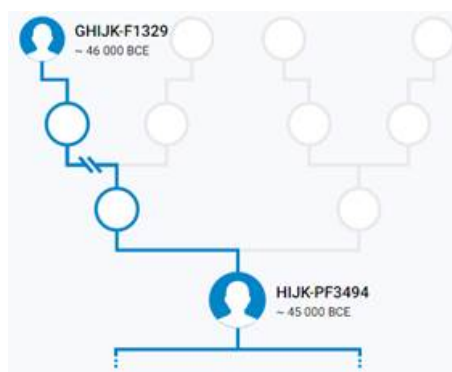 GHIJK-F1329
~ 46 000 BCE
HIJK-PF3494
~ 45 000 BCE